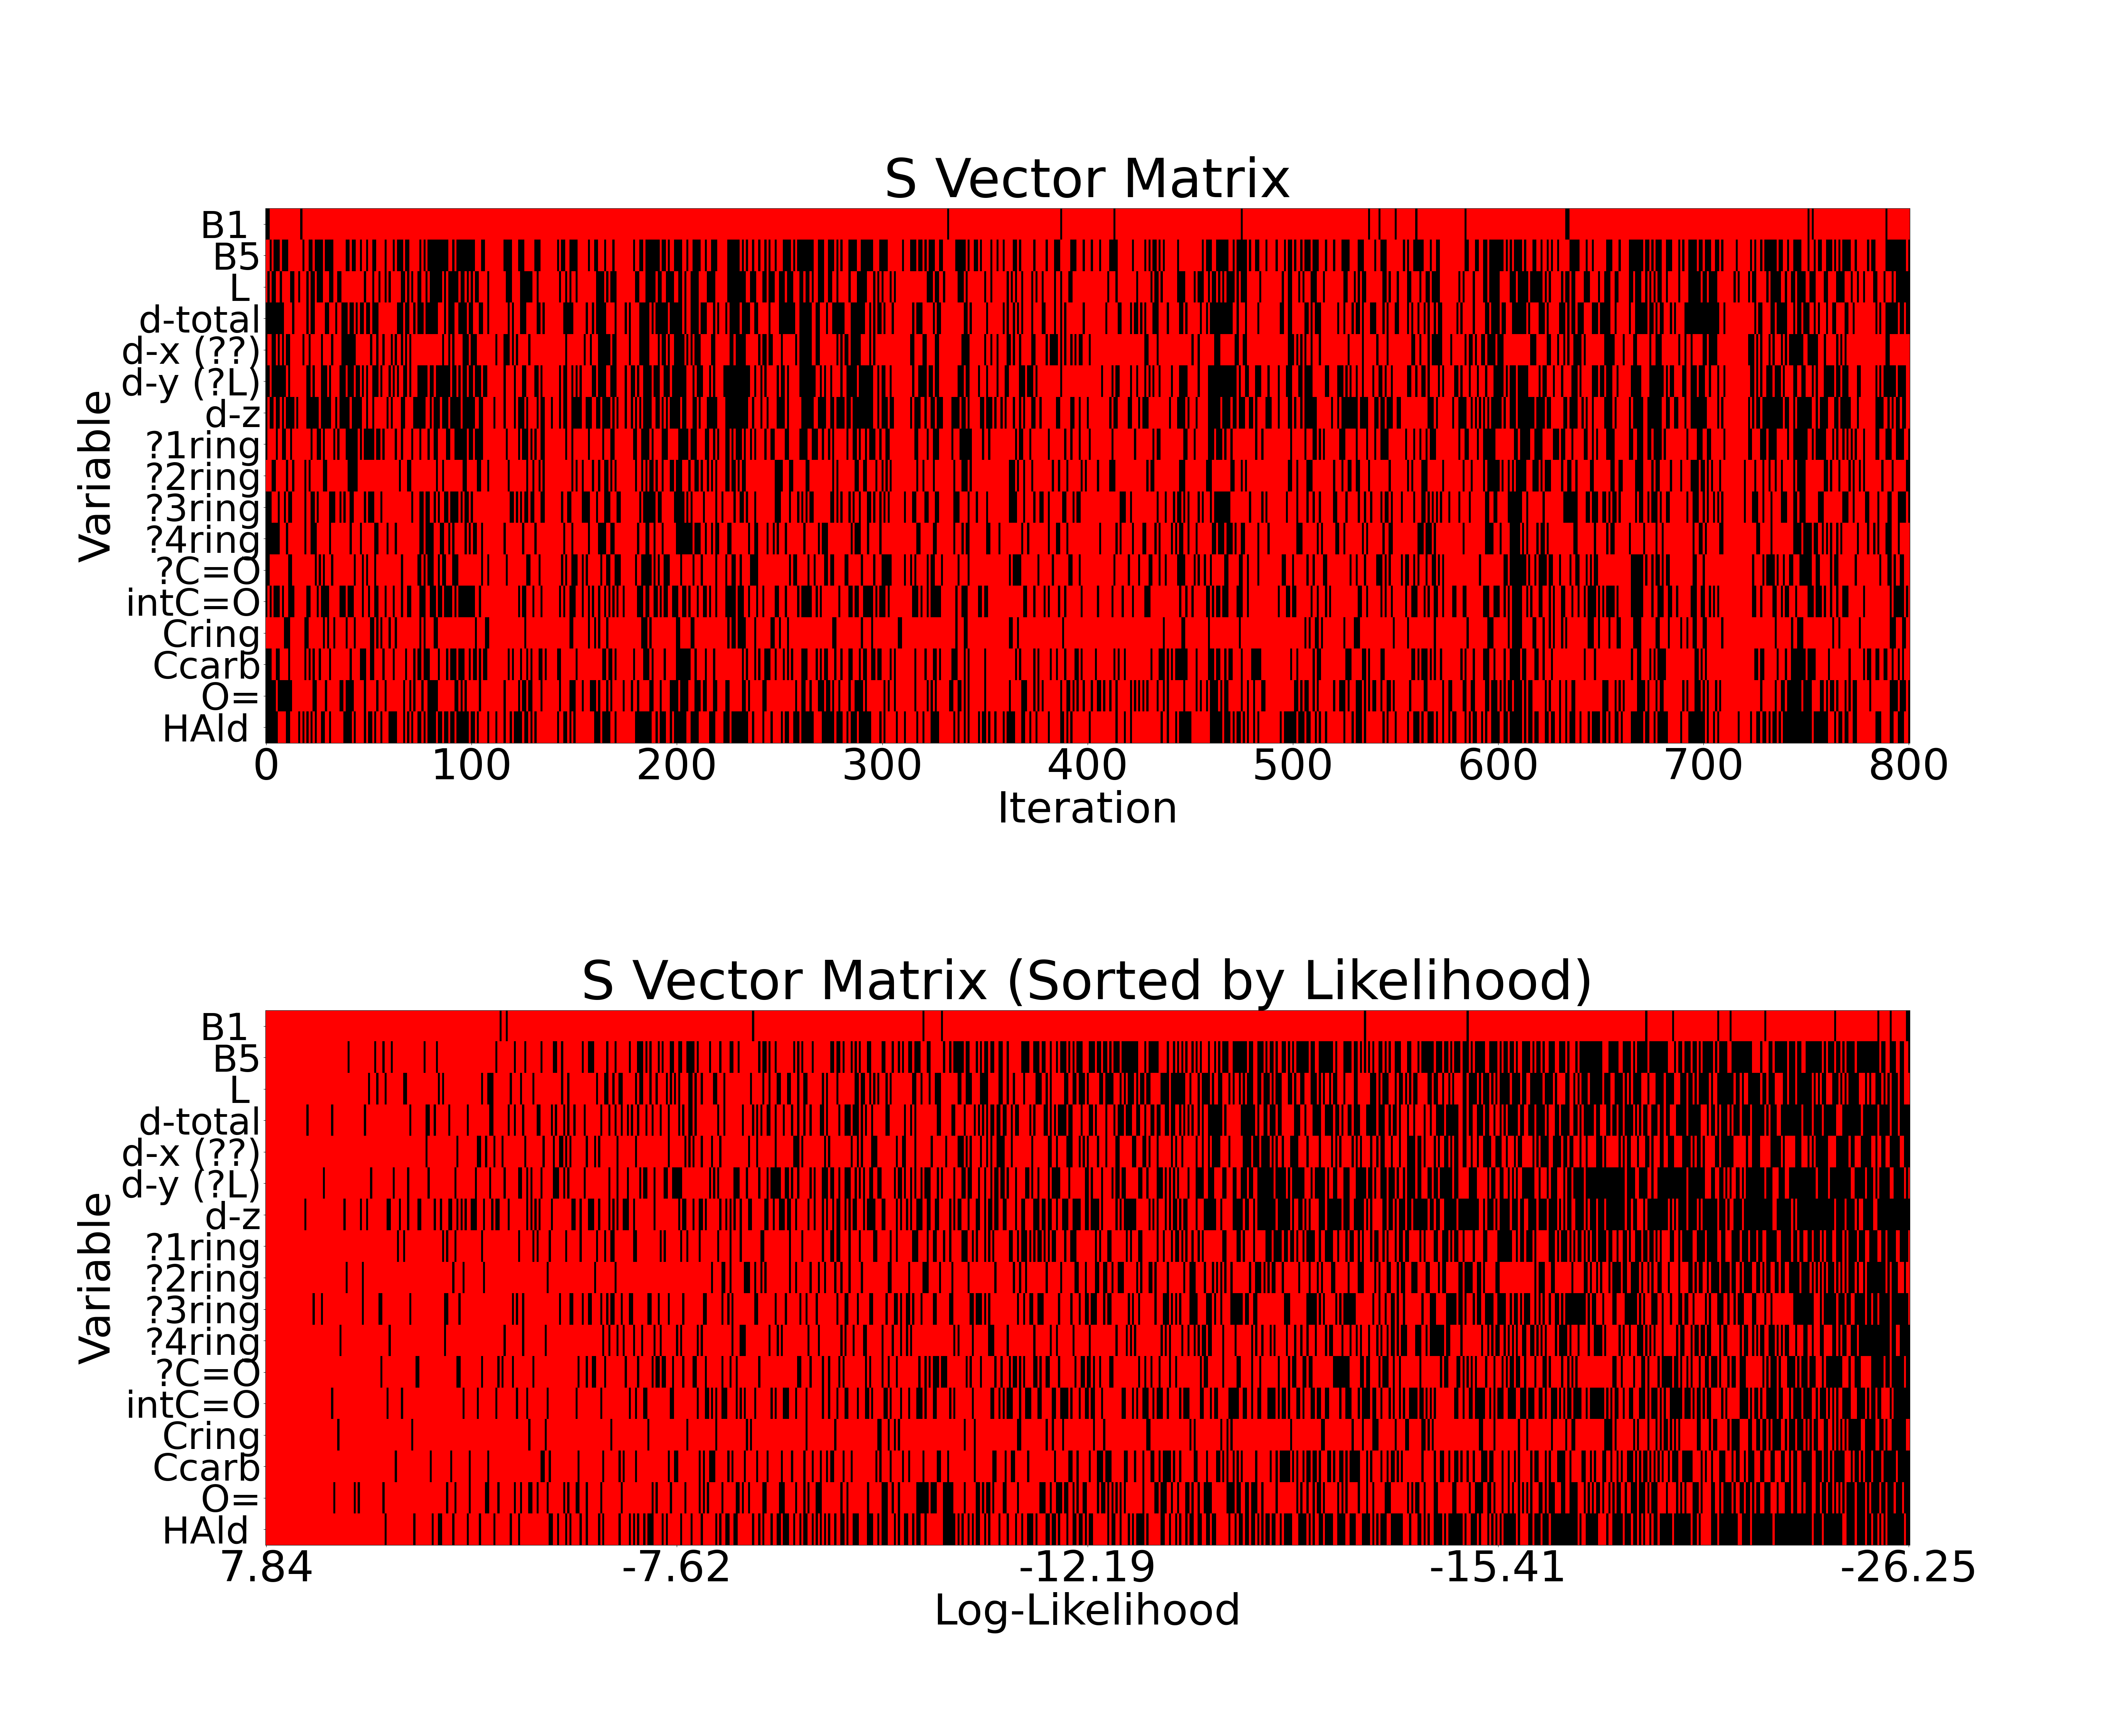 S Vector Matrix
Variable
B1
B5
L
d-total
d-x (??)
d-y (?L)
d-z
?1ring
?2ring
?3ring
?4ring
?C=O
intC=O
Cring
Ccarb
O=
HAld
0 100 200 300 400 500 600 700 800
Iteration
S Vector Matrix (Sorted by Likelihood)
Variable
B1
B5
L
d-total
d-x (??)
d-y (?L)
d-z
?1ring
?2ring
?3ring
?4ring
?C=O
intC=O
Cring
Ccarb
O=
HAld
7.84 -7.62 -12.19 -15.41 -26.25
Log-Likelihood